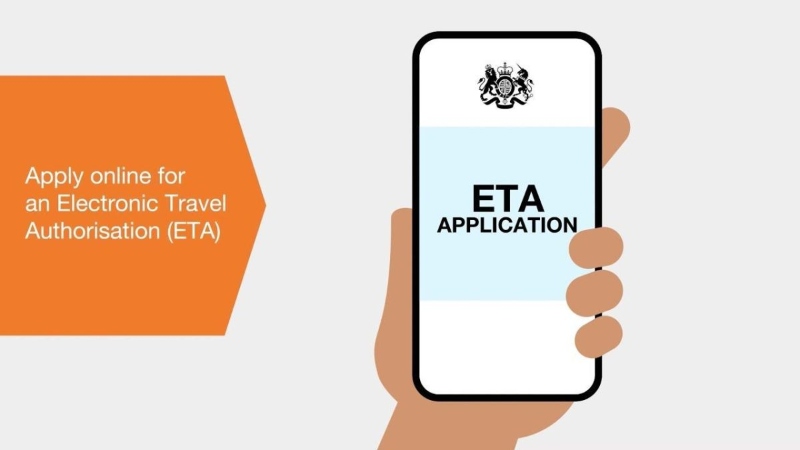 Apply online for
an Electronic Travel
Authorisation (ETA)
ETA
APPLICATION